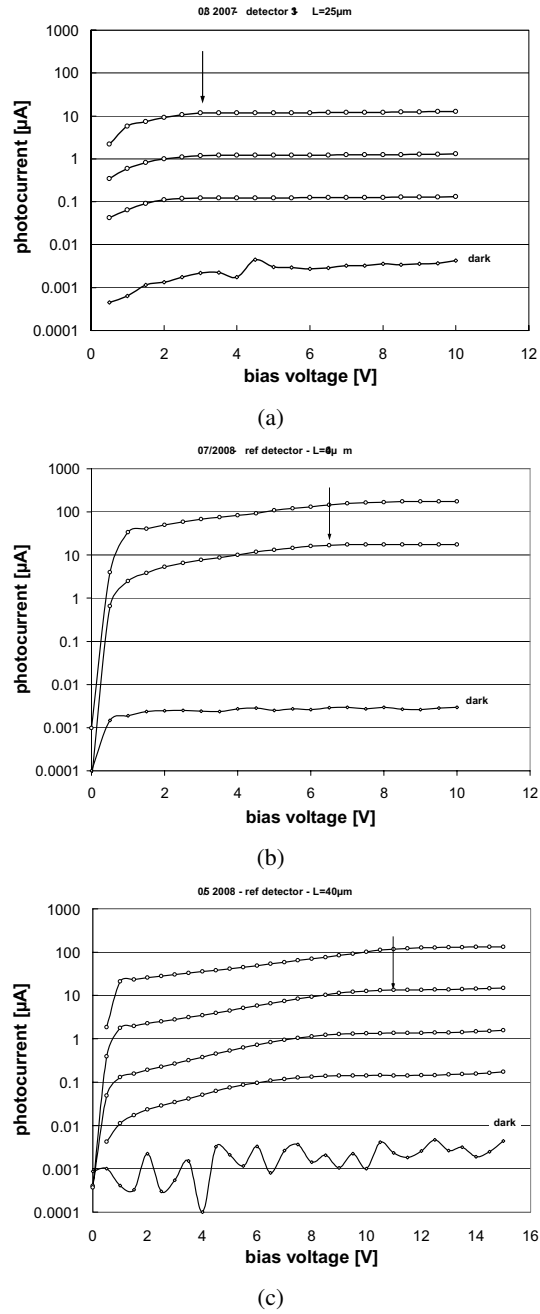 detector L=25µm
1000
100
10
1
0.1
0.01
0.001
0.0001
photocurrent [µA]
dark
0 2 4 6 8 10 12
bias voltage [V]
(a)
07/2008- ref detector -
1000
100
10
1
0.1
0.01
0.001
0.0001
photocurrent [µA]
dark
0 2 4 6 8 10 12
bias voltage [V]
(b)
2008 - ref detector - L=40µm
1000
100
10
1
0.1
0.01
0.001
0.0001
photocurrent [µA]
dark
0 2 4 6 8 10 12 14 16
bias voltage [V]
(c)